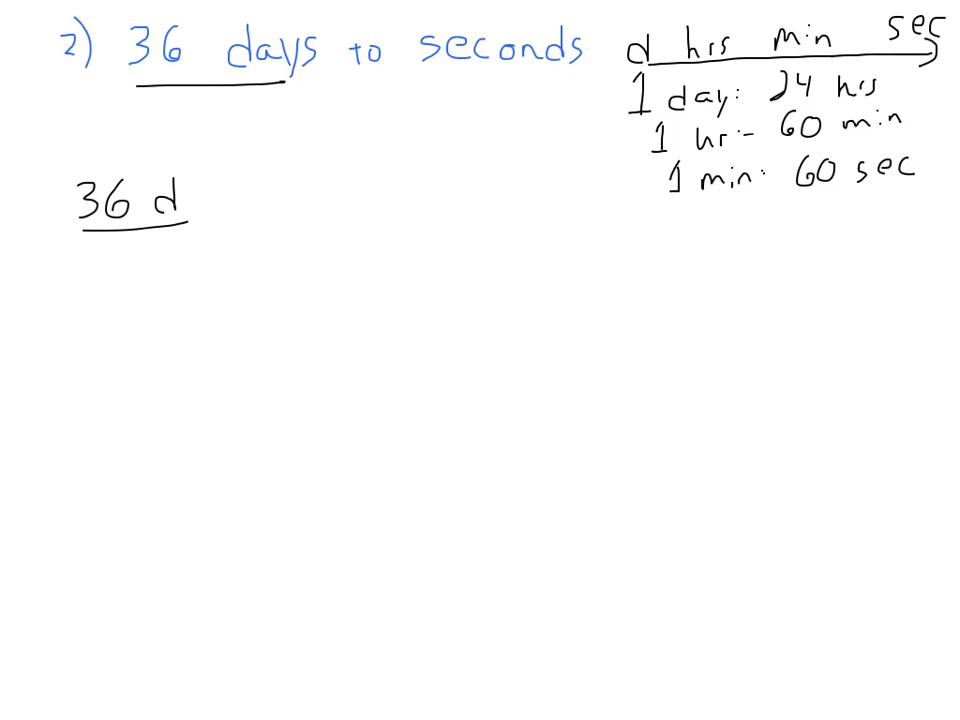 2) 36 days to seconds
d hrs min sec
1 day: 24 hrs
1 hr:- 60 min
1 min: 60 sec
36 d